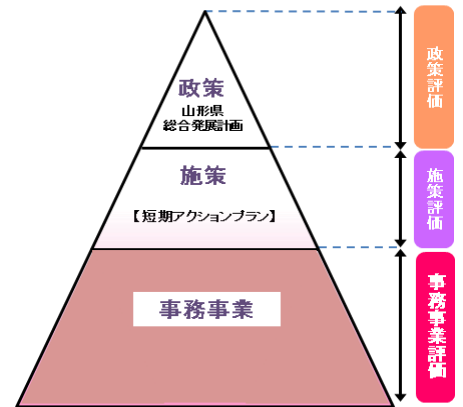 政策
山形県
総合発展計画
施策
【短期アクションプラン】
事務事業
政策評価
施策評価
事務事業評価